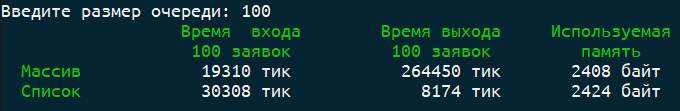 Введите размер очереди: 100
Время входа Время выхода Используемая
100 заявок 100 заявок память
Массив 19310 тик 264450 тик 2408 байт
Список 30308 тик 8174 тик 2424 байт